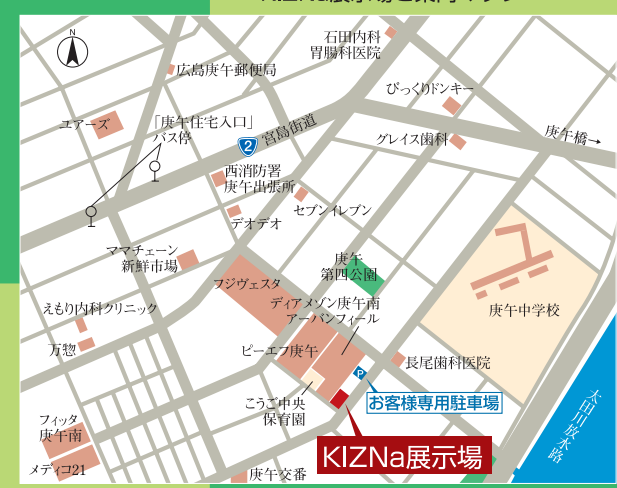 N
石田内科
胃腸科医院
広島庚午郵便局
びっくりドンキー
ユアーズ
「庚午住宅入口」
バス停
2
宮島街道
グレイス歯科
庚午橋→
西消防署
庚午出張所
セブンイレブン
デオデオ
ママチェーン
新鮮市場
庚午
第四公園
フジヴェスタ
庚午中学校
えもり内科クリニック
ディアメゾン庚午南
アーバンフィール
万惣
ピーエフ庚午
長尾歯科医院
P
お客様専用駐車場
こうご中央
保育園
太田川放水路
フィッタ
庚午南
メディコ21
KIZNa展示場
庚午交番